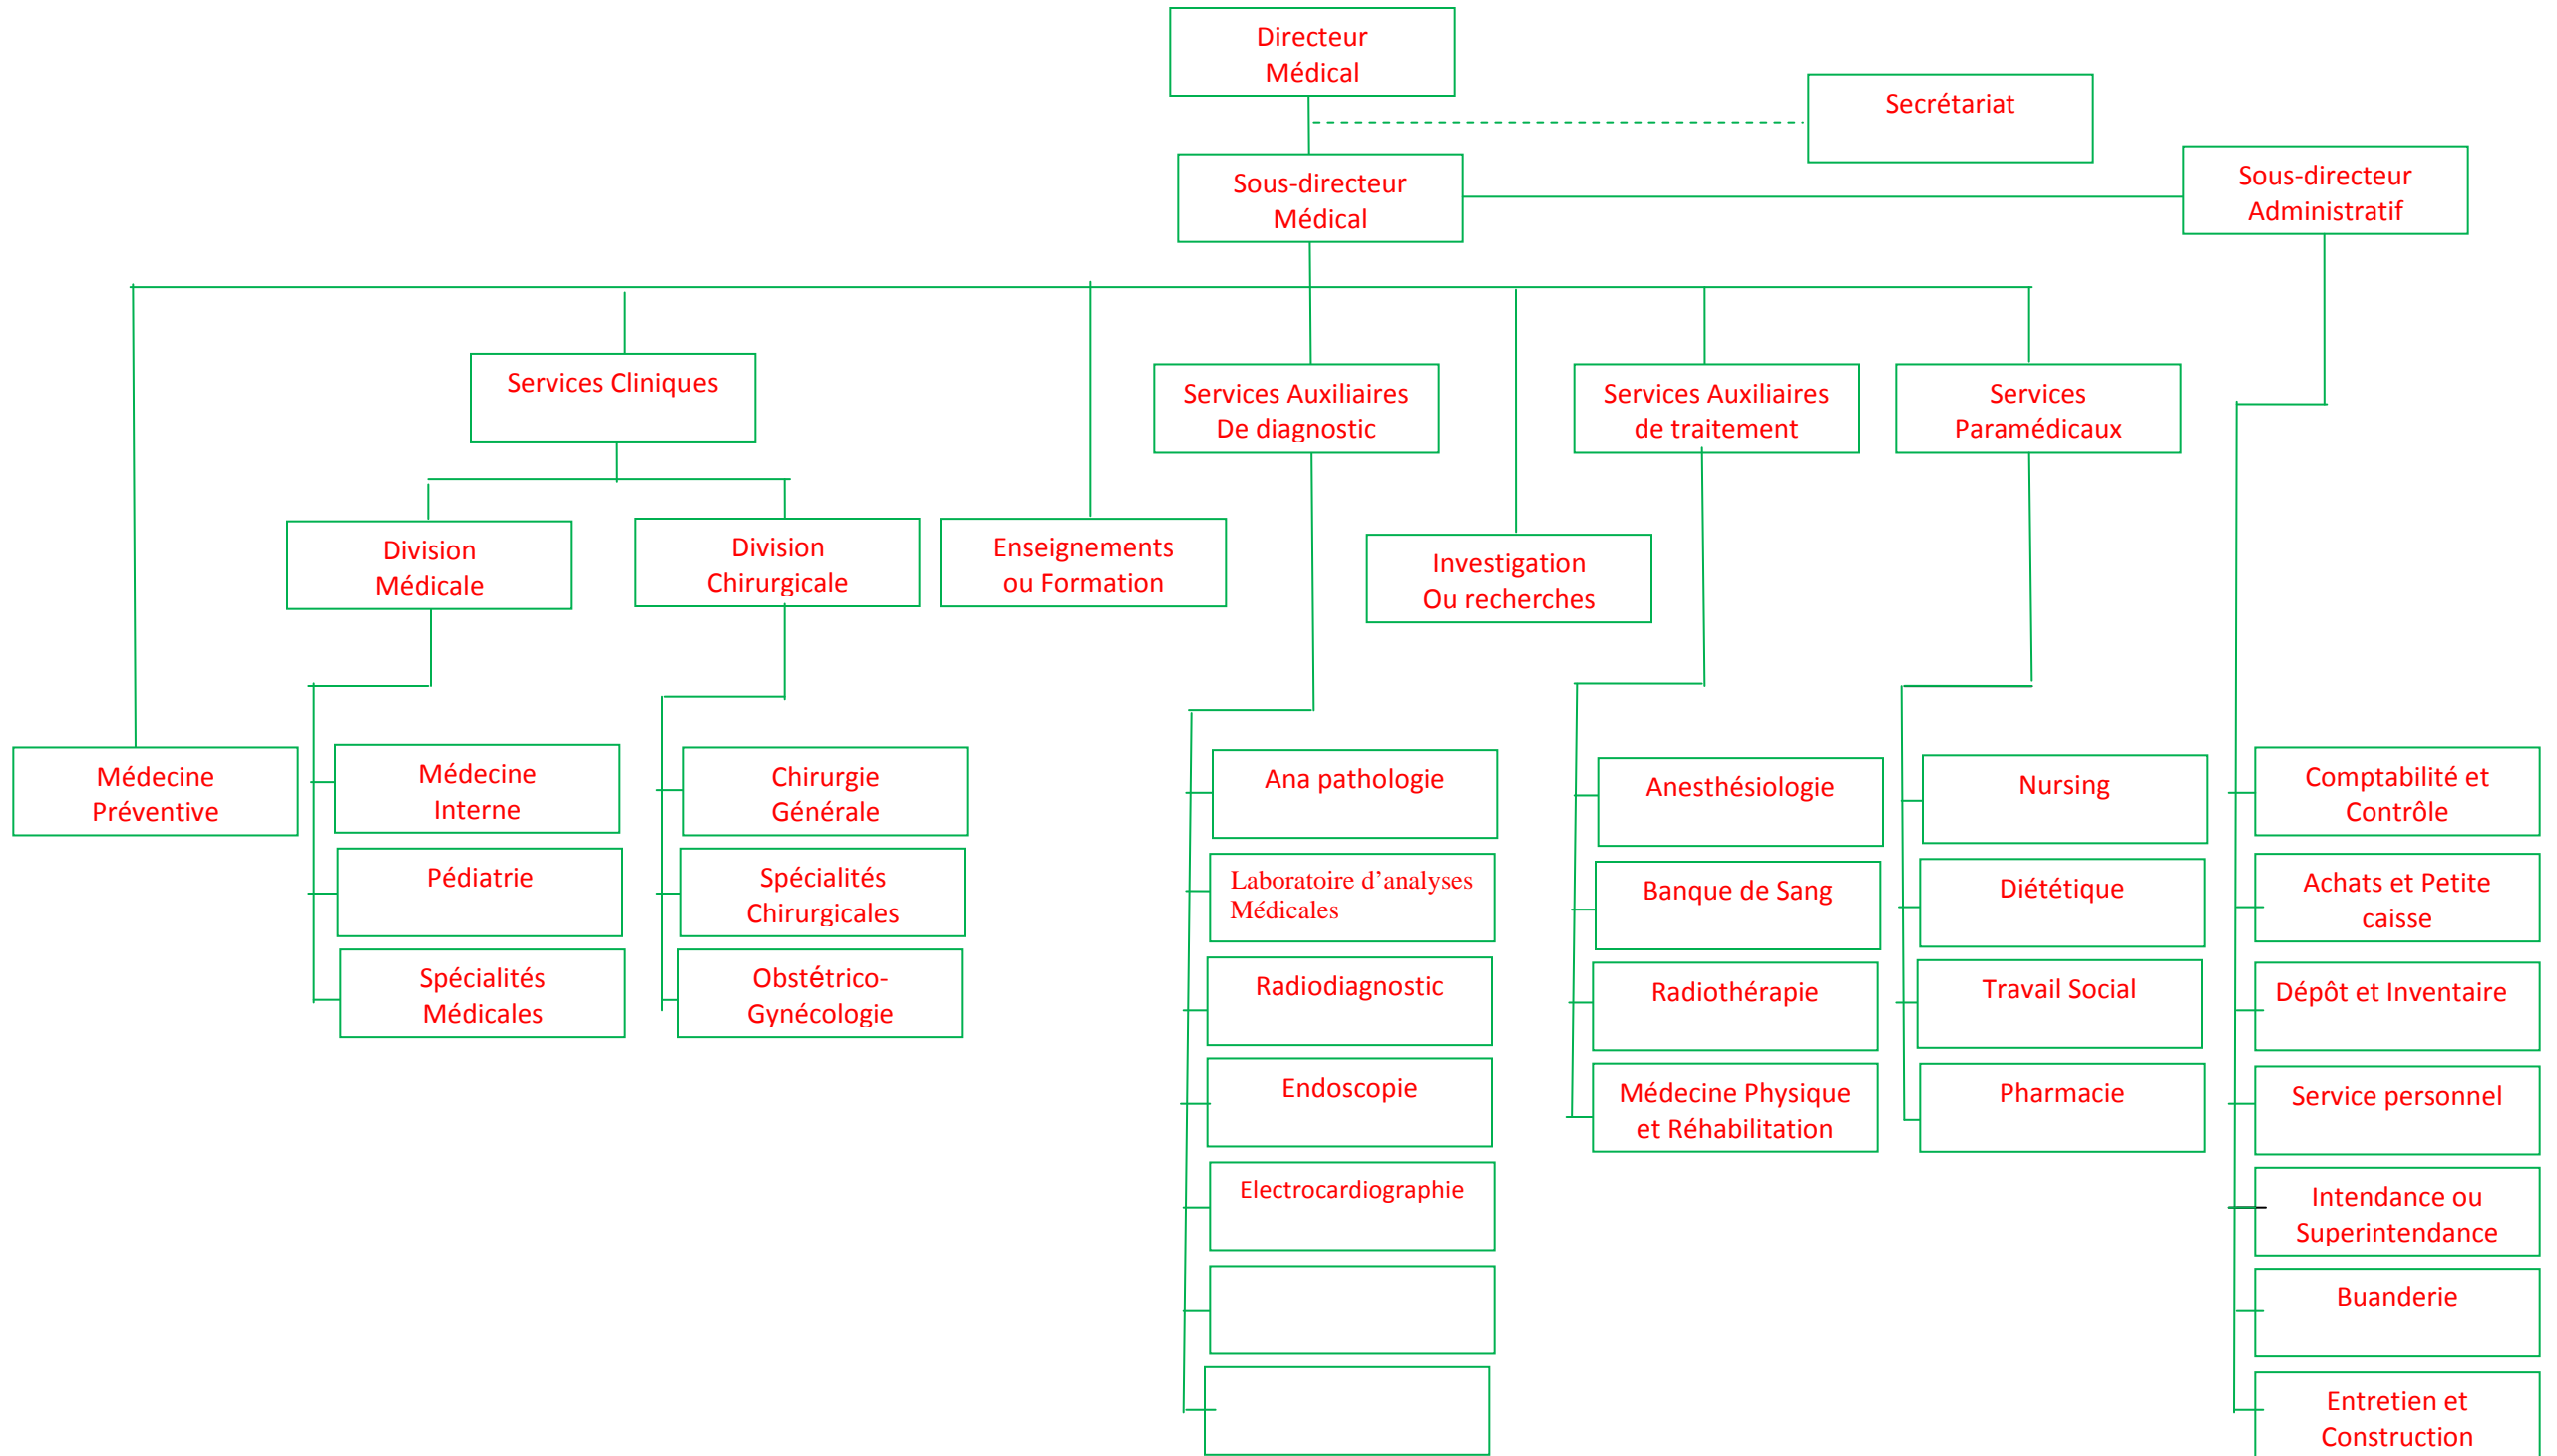 Directeur
Médical
Secrétariat
Sous-directeur
Médical
Sous-directeur
Administratif
Services Cliniques
Services Auxiliaires
De diagnostic
Services Auxiliaires
de traitement
Services
Paramédicaux
Division
Médicale
Division
Chirurgicale
Enseignements
ou Formation
Investigation
Ou recherches
Médecine
Préventive
Médecine
Interne
Pédiatrie
Spécialités
Médicales
Chirurgie
Générale
Spécialités
Chirurgicales
Obstétrico-
Gynécologie
Ana pathologie
Laboratoire d’analyses
Médicales
Radiodiagnostic
Endoscopie
Electrocardiographie
Anesthésiologie
Banque de Sang
Radiothérapie
Médecine Physique
et Réhabilitation
Nursing
Diététique
Travail Social
Pharmacie
Comptabilité et
Contrôle
Achats et Petite
caisse
Dépôt et Inventaire
Service personnel
Intendance ou
Superintendance
Buanderie
Entretien et
Construction